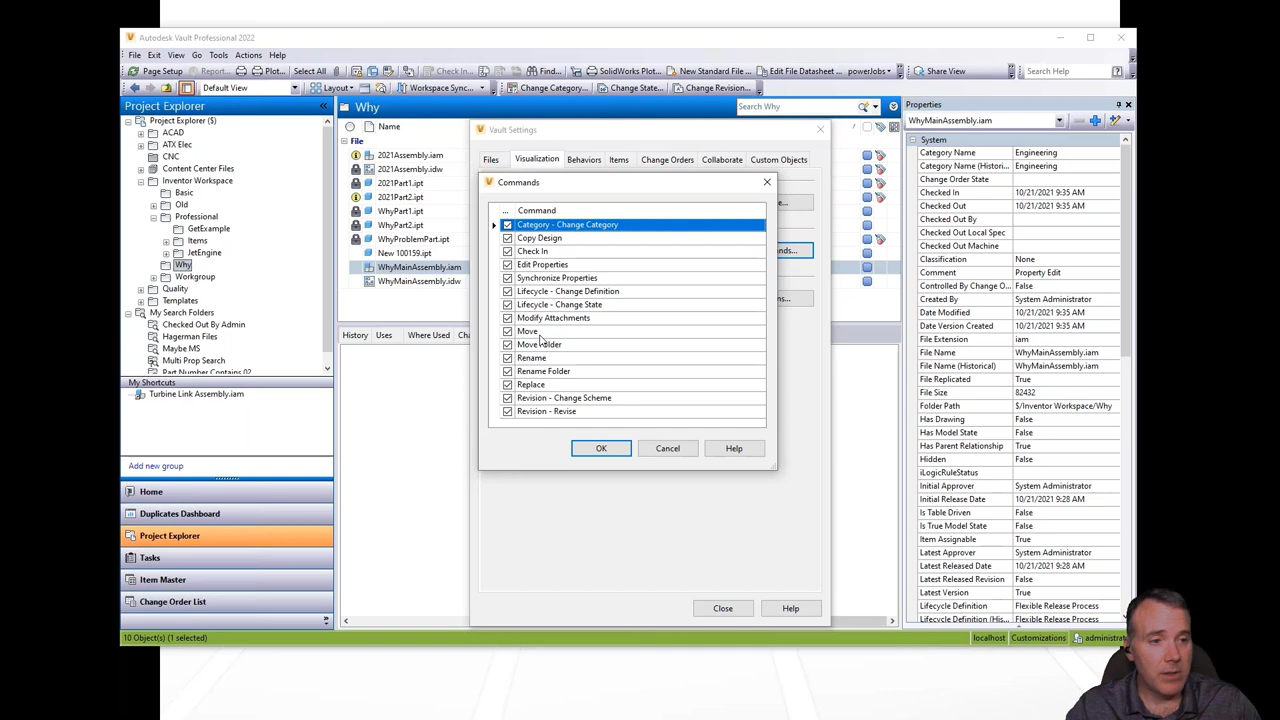 Autodesk Vault Professional 2022
File Exit View Go Tools Actions Help
Page Setup Report... Plot... Select All Check In... Find... SolidWorks Plot... New Standard File ... Edit File Datasheet ... powerJobs Share View Search Help
Default View Layout Workspace Sync... Change Category... Change State... Change Revision...
Project Explorer
Project Explorer ($)
ACAD
ATX Elec
CNC
Content Center Files
Inventor Workspace
Basic
Old
Professional
GetExample
Items
JetEngine
Why
Workgroup
Quality
Templates
My Search Folders
Checked Out By Admin
Hagerman Files
Maybe MS
Multi Prop Search
Part Number Contains 02
My Shortcuts
Turbine Link Assembly.iam
Add new group
Home
Duplicates Dashboard
Project Explorer
Tasks
Item Master
Change Order List
Why
Search Why
Name
File
2021Assembly.iam
2021Assembly.idw
2021Part1.ipt
2021Part2.ipt
WhyPart1.ipt
WhyPart2.ipt
WhyProblemPart.ipt
New 100159.ipt
WhyMainAssembly.iam
WhyMainAssembly.idw
History Uses Where Used Cha
Vault Settings
Files Visualization Behaviors Items Change Orders Collaborate Custom Objects
e...
ands...
ns...
Commands
... Command
Category - Change Category
Copy Design
Check In
Edit Properties
Synchronize Properties
Lifecycle - Change Definition
Lifecycle - Change State
Modify Attachments
Move
Move Folder
Rename
Rename Folder
Replace
Revision - Change Scheme
Revision - Revise
OK Cancel Help
Close Help
Properties
WhyMainAssembly.iam
System
Category Name Engineering
Category Name (Histori... Engineering
Change Order State
Checked In 10/21/2021 9:35 AM
Checked Out 10/21/2021 9:35 AM
Checked Out By
Checked Out Local Spec
Checked Out Machine
Classification None
Comment Property Edit
Controlled By Change O... False
Created By System Administrator
Date Modified 10/21/2021 9:35 AM
Date Version Created 10/21/2021 9:35 AM
File Extension iam
File Name WhyMainAssembly.iam
File Name (Historical) WhyMainAssembly.iam
File Replicated True
File Size 82432
Folder Path $/Inventor Workspace/Why
Has Drawing False
Has Model State False
Has Parent Relationship True
Hidden False
iLogicRuleStatus
Initial Approver System Administrator
Initial Release Date 10/21/2021 9:28 AM
Is Table Driven False
Is True Model State False
Item Assignable True
Latest Approver System Administrator
Latest Released Date 10/21/2021 9:28 AM
Latest Released Revision False
Latest Version True
Lifecycle Definition Flexible Release Process
Lifecycle Definition (Hi... Flexible Release Proce
10 Object(s) (1 selected) localhost Customizations administrat